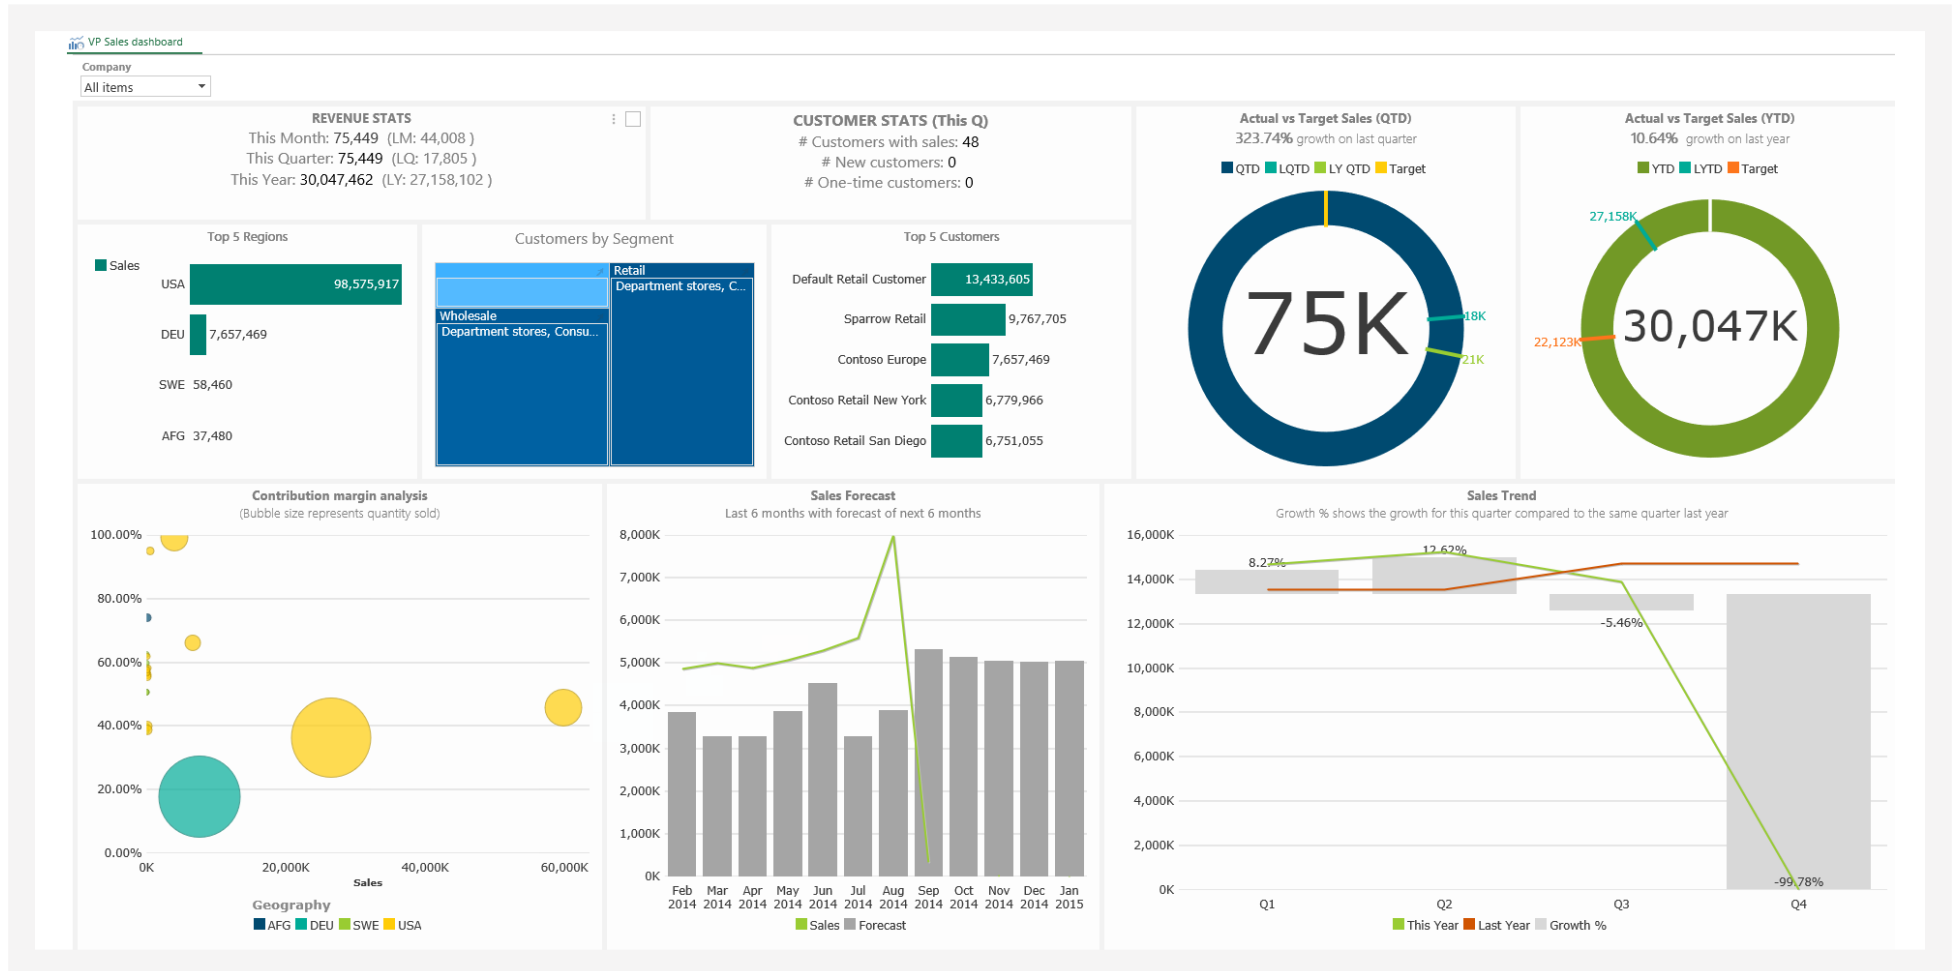 VP Sales dashboard
Company
All items
REVENUE STATS
This Month: 75,449 (LM: 44,008 )
This Quarter: 75,449 (LQ: 17,805 )
This Year: 30,047,462 (LY: 27,158,102 )
CUSTOMER STATS (This Q)
# Customers with sales: 48
# New customers: 0
# One-time customers: 0
Actual vs Target Sales (QTD)
323.74% growth on last quarter
QTD LQTD LY QTD Target
75K
18K
21K
Actual vs Target Sales (YTD)
10.64% growth on last year
YTD LYTD Target
27,158K
22,123K
30,047K
Top 5 Regions
Sales
USA 98,575,917
DEU 7,657,469
SWE 58,460
AFG 37,480
Customers by Segment
Retail
Department stores, C...
Wholesale
Department stores, Consu...
Top 5 Customers
Default Retail Customer 13,433,605
Sparrow Retail 9,767,705
Contoso Europe 7,657,469
Contoso Retail New York 6,779,966
Contoso Retail San Diego 6,751,055
Contribution margin analysis
(Bubble size represents quantity sold)
100.00%
80.00%
60.00%
40.00%
20.00%
0.00%
0K 20,000K 40,000K 60,000K
Sales
Geography
AFG DEU SWE USA
Sales Forecast
Last 6 months with forecast of next 6 months
8,000K
7,000K
6,000K
5,000K
4,000K
3,000K
2,000K
1,000K
0K
Feb Mar Apr May Jun Jul Aug Sep Oct Nov Dec Jan
2014 2014 2014 2014 2014 2014 2014 2014 2014 2014 2014 2015
Sales Forecast
Sales Trend
Growth % shows the growth for this quarter compared to the same quarter last year
16,000K
14,000K
12,000K
10,000K
8,000K
6,000K
4,000K
2,000K
0K
8.27%
12.62%
-5.46%
-99.78%
Q1 Q2 Q3 Q4
This Year Last Year Growth %